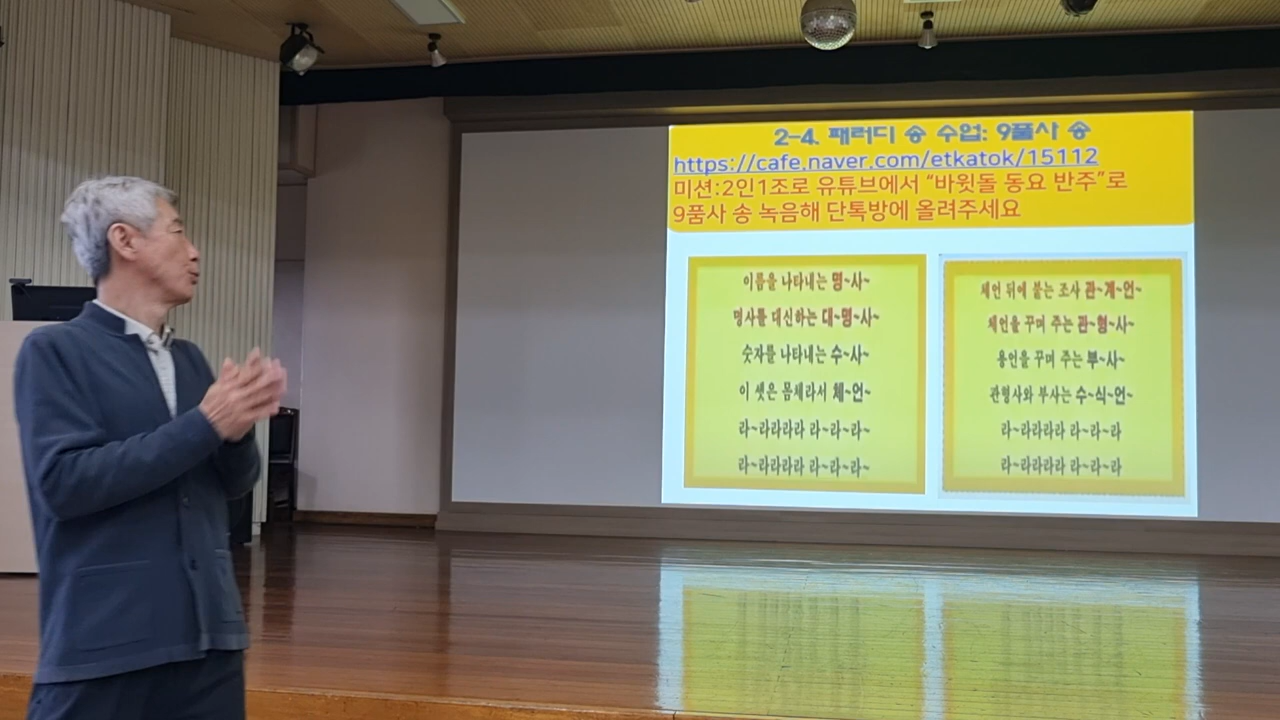 2-4. 패러디 송 수업: 9품사 송
https://cafe.naver.com/etkatok/15112
미션:2인1조로 유튜브에서 “바윗돌 동요 반주”로
9품사 송 녹음해 단톡방에 올려주세요
이름을 나타내는 명~사~
명사를 대신하는 대~명~사~
숫자를 나타내는 수~사~
이 셋은 몸체라서 체~언~
라~라라라라 라~라~라~
라~라라라라 라~라~라~
체언 뒤에 붙는 조사 관~계~언~
체언을 꾸며 주는 관~형~사~
용언을 꾸며 주는 부~사~
관형사와 부사는 수~식~언~
라~라라라라 라~라~라
라~라라라라 라~라~라